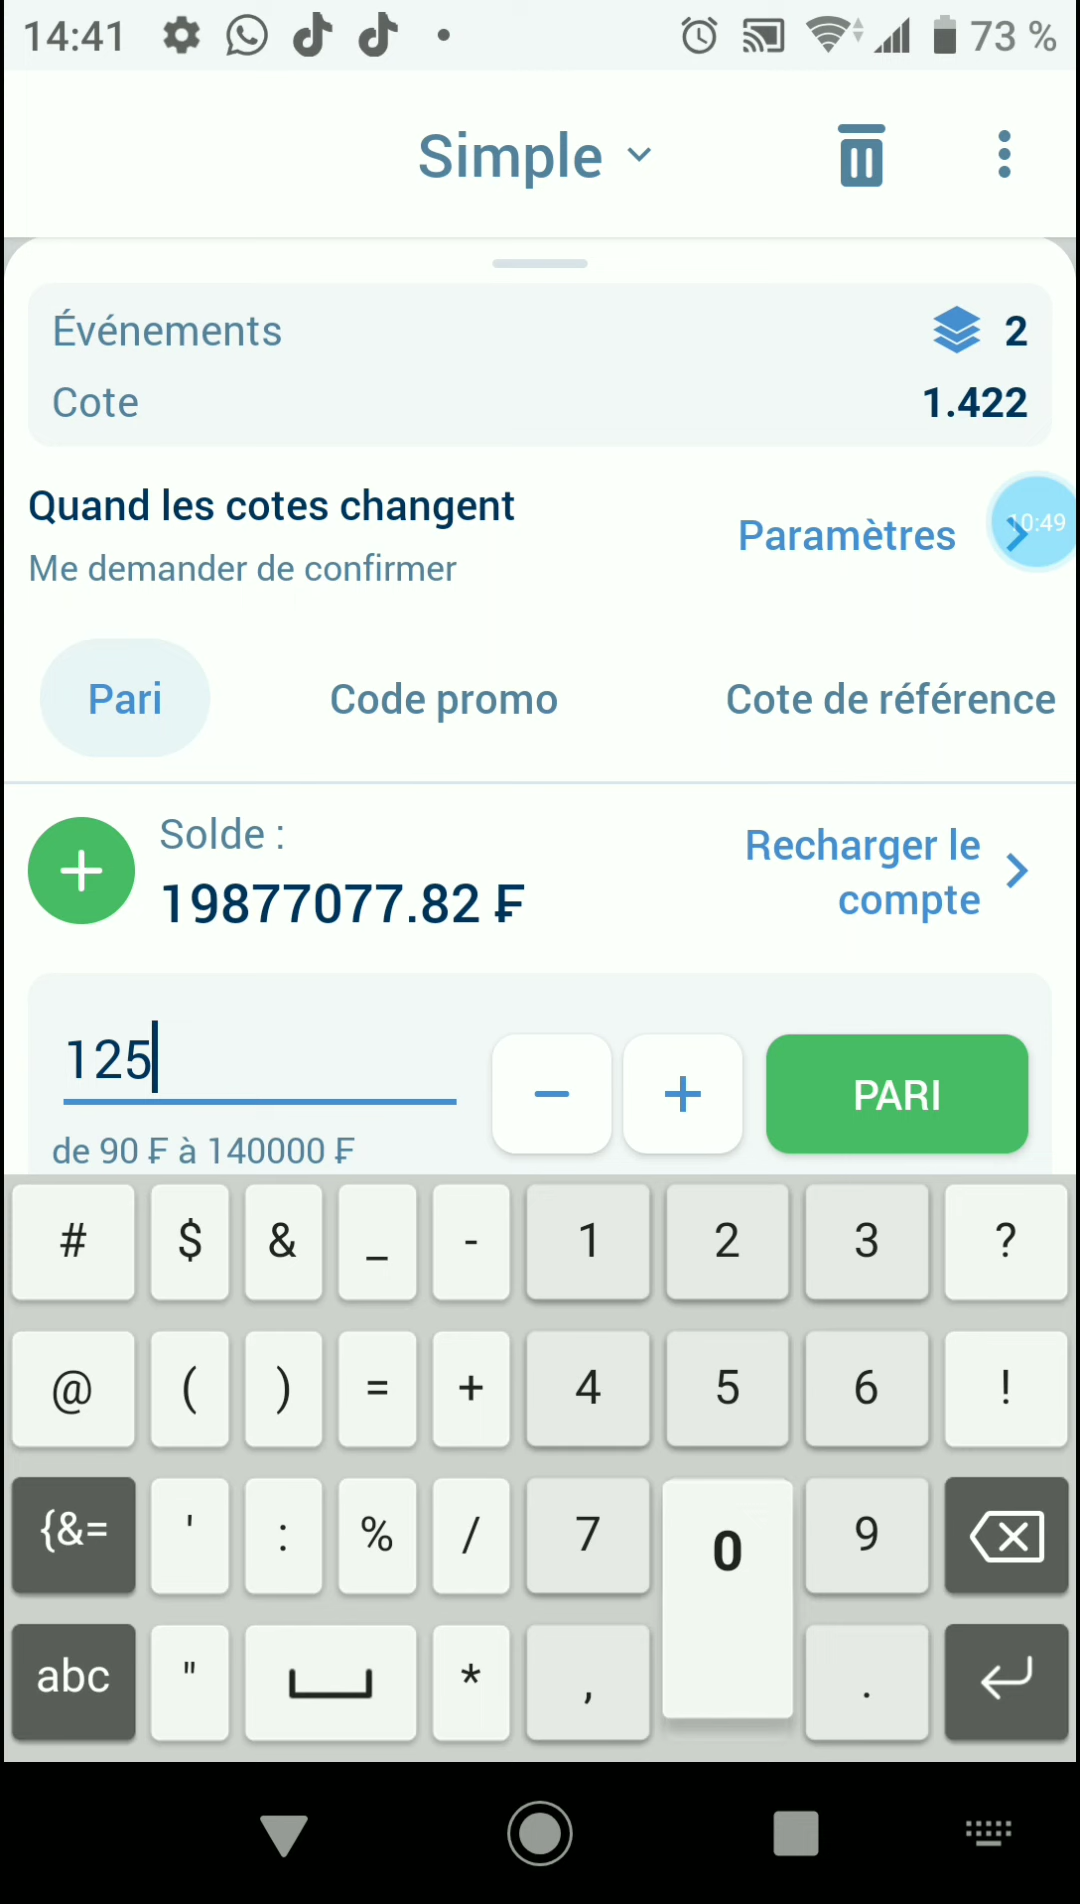 14:41 73 %
Simple
Événements 2
Cote 1.422
Quand les cotes changent
Me demander de confirmer
Paramètres
10:49
Pari Code promo Cote de référence
Solde :
19877077.82 ₣
Recharger le
compte
125
PARI
de 90 ₣ à 140000 ₣
# $ & _ - 1 2 3 ?
@ ( ) = + 4 5 6 !
{&= ' : % / 7 0 9
abc " * , .